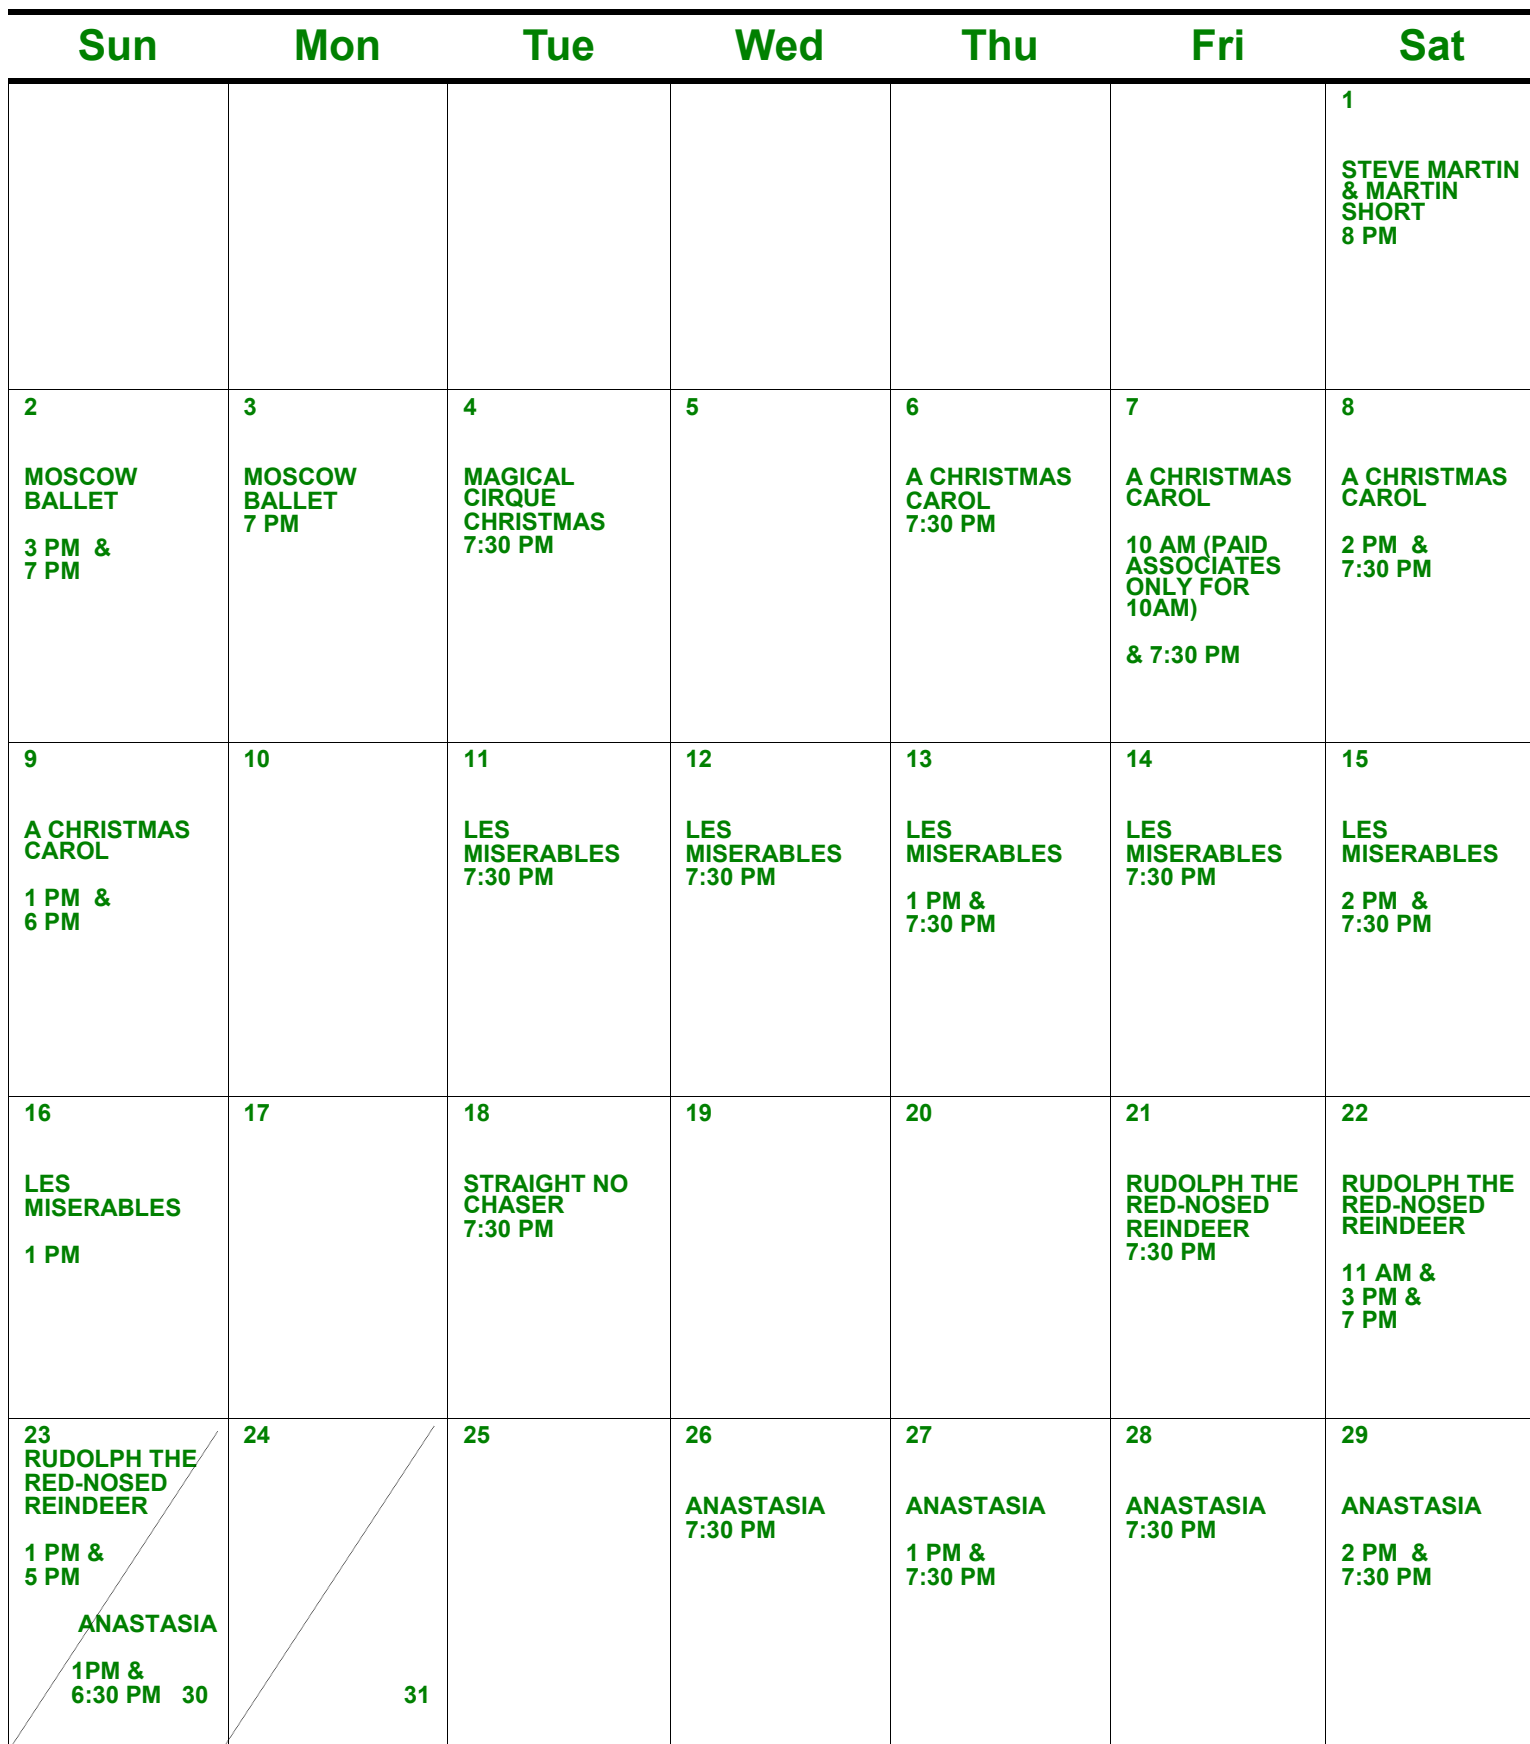 Sun Mon Tue Wed Thu Fri Sat
1
STEVE MARTIN
& MARTIN
SHORT
8 PM
2
MOSCOW
BALLET
3 PM &
7 PM
3
MOSCOW
BALLET
7 PM
4
MAGICAL
CIRQUE
CHRISTMAS
7:30 PM
5
6
A CHRISTMAS
CAROL
7:30 PM
7
A CHRISTMAS
CAROL
10 AM (PAID
ASSOCIATES
ONLY FOR
10AM)
& 7:30 PM
8
A CHRISTMAS
CAROL
2 PM &
7:30 PM
9
A CHRISTMAS
CAROL
1 PM &
6 PM
10
11
LES
MISERABLES
7:30 PM
12
LES
MISERABLES
7:30 PM
13
LES
MISERABLES
1 PM &
7:30 PM
14
LES
MISERABLES
7:30 PM
15
LES
MISERABLES
2 PM &
7:30 PM
16
LES
MISERABLES
1 PM
17
18
STRAIGHT NO
CHASER
7:30 PM
19
20
21
RUDOLPH THE
RED-NOSED
REINDEER
7:30 PM
22
RUDOLPH THE
RED-NOSED
REINDEER
11 AM &
3 PM &
7 PM
23
RUDOLPH THE
RED-NOSED
REINDEER
1 PM &
5 PM
ANASTASIA
1PM &
6:30 PM 30
24
31
25
26
ANASTASIA
7:30 PM
27
ANASTASIA
1 PM &
7:30 PM
28
ANASTASIA
7:30 PM
29
ANASTASIA
2 PM &
7:30 PM